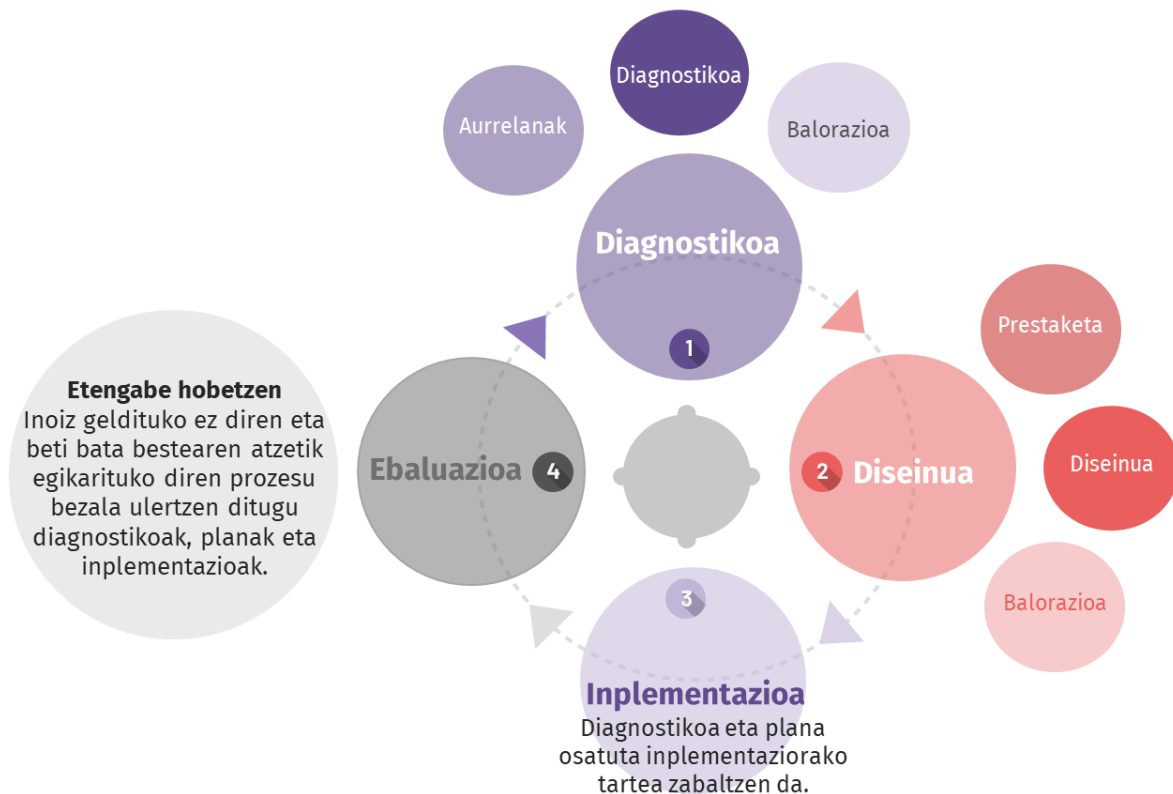 Diagnostikoa
Aurrelanak
Balorazioa
Diagnostikoa
1
Prestaketa
Diseinua
Balorazioa
2 Diseinua
Ebaluazioa 4
Etengabe hobetzen
Inoiz geldituko ez diren eta
beti bata bestearen atzetik
egikarituko diren prozesu
bezala ulertzen ditugu
diagnostikoak, planak eta
inplementazioak.
3
Inplementazioa
Diagnostikoa eta plana
osatuta inplementaziorako
tartea zabaltzen da.